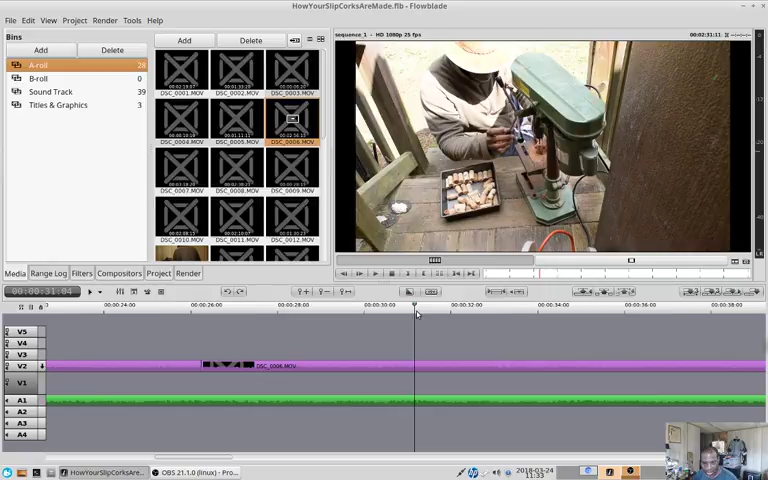 HowYourSlipCorksAreMade.flb - Flowblade
File Edit View Project Render Tools Help
Bins
Add Delete
Add Delete
A-roll 28
B-roll 0
Sound Track 39
Titles & Graphics 3
DSC_0001.MOV DSC_0002.MOV DSC_0003.MOV
DSC_0004.MOV DSC_0005.MOV DSC_0006.MOV
DSC_0007.MOV DSC_0008.MOV DSC_0009.MOV
DSC_0010.MOV DSC_0011.MOV DSC_0012.MOV
sequence_1 - HD 1080p 25 fps
00:02:31:11
Media Range Log Filters Compositors Project Render
00:00:31:04
00:00:24:00 00:00:26:00 00:00:28:00 00:00:30:00 00:00:32:00 00:00:34:00 00:00:36:00 00:00:38:00
V5
V4
V3
V2
DSC_0006.MOV
V1
A1
A2
A3
A4
HowYourSlipCorksAreMade....
OBS 21.1.0 (linux) - Pro...
2018-03-24
11:33